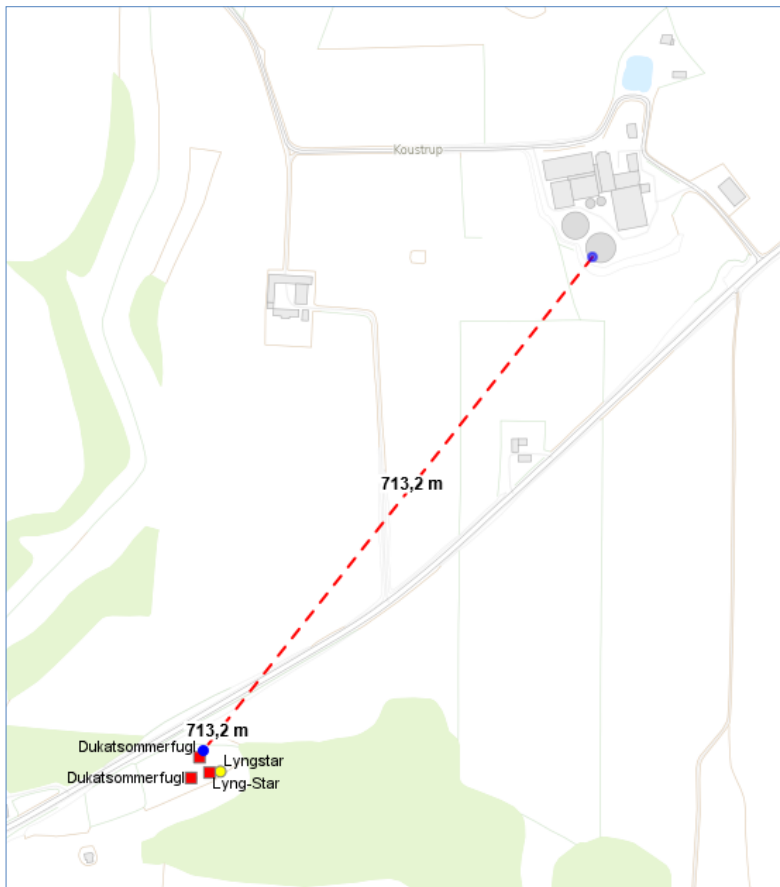 Koustrup
713,2 m
713,2 m
Dukatsommerfugl
Lyngstar
Dukatsommerfugl
Lyng-Star